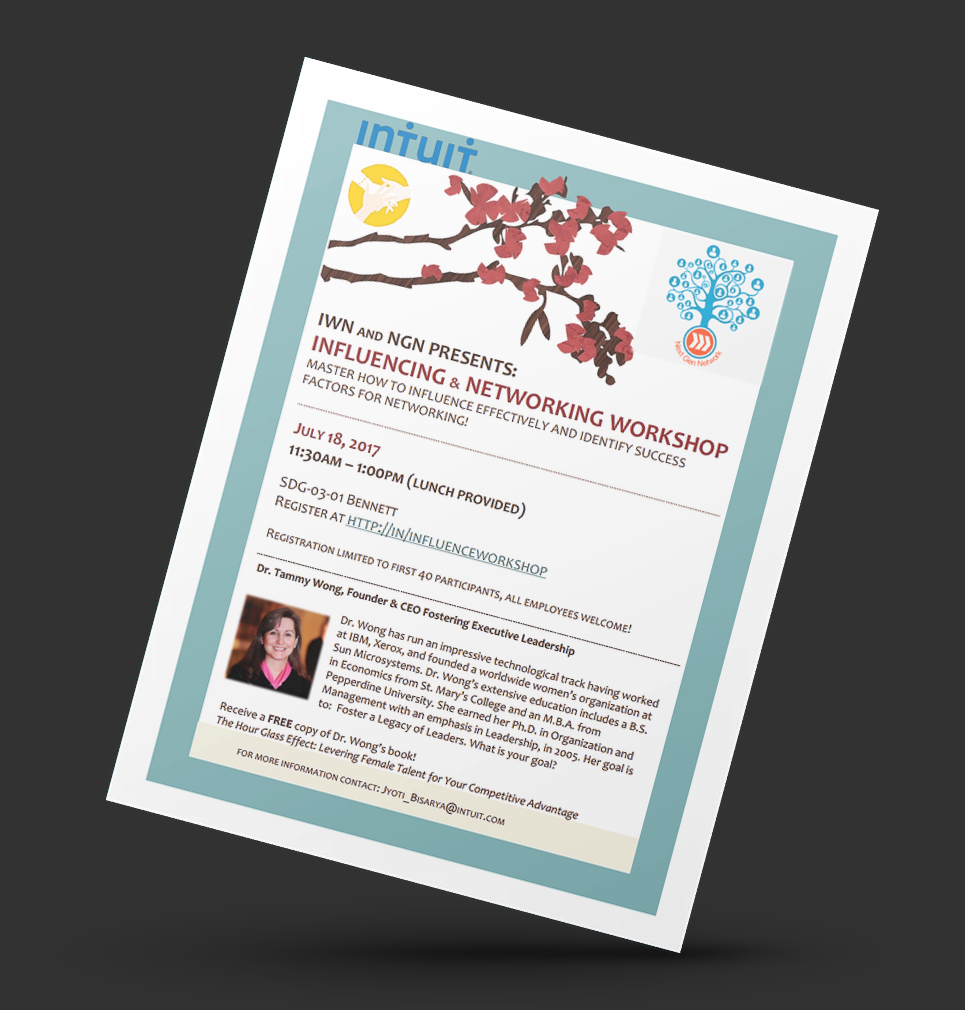 INTUIT
Next Gen Network
IWN AND NGN PRESENTS:
INFLUENCING & NETWORKING WORKSHOP
MASTER HOW TO INFLUENCE EFFECTIVELY AND IDENTIFY SUCCESS
FACTORS FOR NETWORKING!
JULY 18, 2017
11:30AM – 1:00PM (LUNCH PROVIDED)
SDG-03-01 BENNETT
REGISTER AT HTTP://IN/INFLUENCEWORKSHOP
REGISTRATION LIMITED TO FIRST 40 PARTICIPANTS, ALL EMPLOYEES WELCOME!
Dr. Tammy Wong, Founder & CEO Fostering Executive Leadership
Dr. Wong has run an impressive technological track having worked
at IBM, Xerox, and founded a worldwide women's organization at
Sun Microsystems. Dr. Wong's extensive education includes a B.S.
in Economics from St. Mary's College and an M.B.A. from
Pepperdine University. She earned her Ph.D. in Organization and
Management with an emphasis in Leadership, in 2005. Her goal is
to: Foster a Legacy of Leaders. What is your goal?
Receive a FREE copy of Dr. Wong's book!
The Hour Glass Effect: Levering Female Talent for Your Competitive Advantage
FOR MORE INFORMATION CONTACT: JYOTI_BISARYA@INTUIT.COM